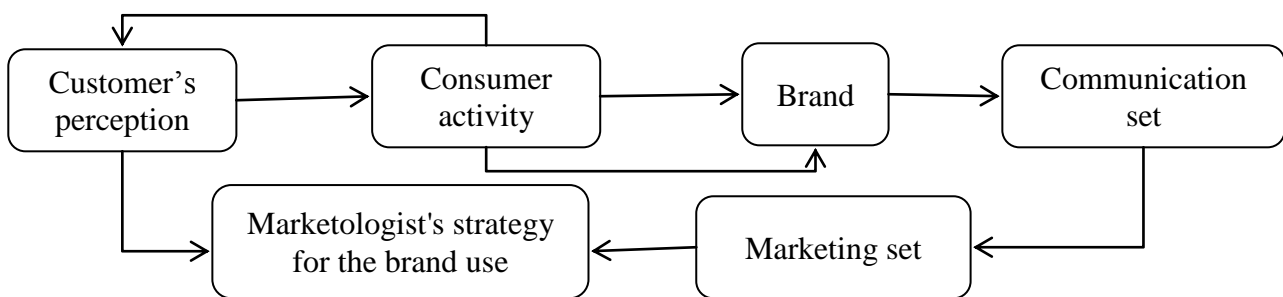 Customer’s
perception
Consumer
activity
Brand
Communication
set
Marketologist's strategy
for the brand use
Marketing set